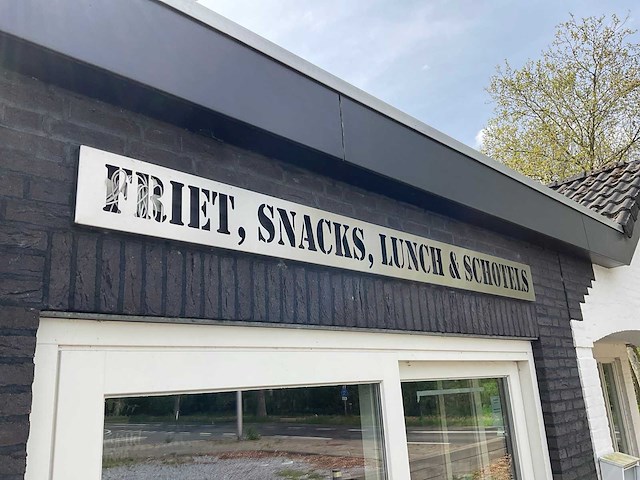 FRIET, SNACKS, LUNCH & SCHOTELS